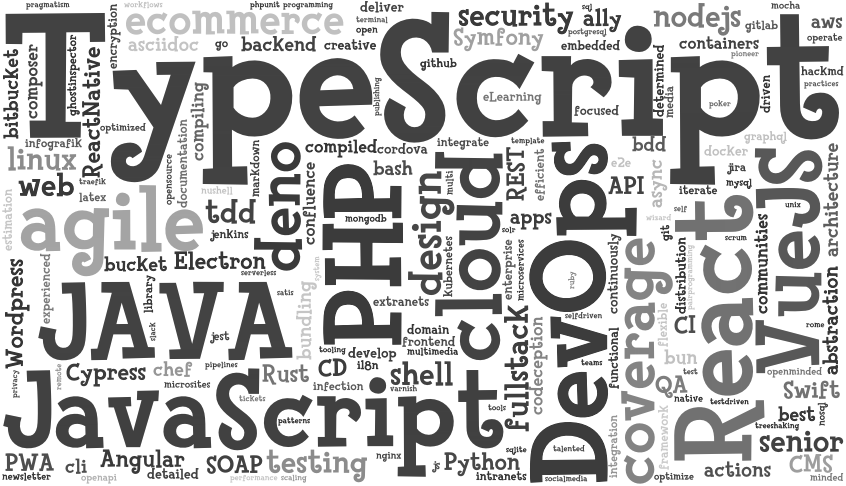 pragmatism
workflows
phpunit
programming
deliver
terminal
open
security
sql
ally
postgresql
embedded
nodejs
gitlab
mocha
aws
operate
ecommerce
encryption
asciidoc
go
backend
creative
Symfony
containers
pioneer
hackmd
practices
bitbucket
composer
ghostinspector
ReactNative
TypeScript
github
publishing
eLearning
focused
determined
media
poker
driven
optimized
compiling
documentation
opensource
infografik
linux
web
traefik
latex
nushell
markdown
deno
compiled
cordova
bash
integrate
template
REST
efficient
e2e
bdd
API
async
docker
graphql
jira
mysql
iterate
architecture
estimation
agile
tdd
jenkins
confluence
mongodb
PHP
design
multi
cloud
kubernetes
solr
apps
enterprise
microservices
DevOps
ruby
continuously
wizard
git
self
scrum
unix
VueJS
React
communities
distribution
pairprogramming
abstraction
experienced
Wordpress
bucket
Electron
serverless
system
satis
bundling
extranets
JAVA
library
slack
jest
domain
frontend
multimedia
tooling
develop
i18n
selfdriven
fullstack
codeception
functional
teams
coverage
flexible
CI
bun
test
rome
openminded
privacy
remote
Cypress
chef
pipelines
microsites
Rust
CD
infection
shell
varnish
tickets
patterns
JavaScript
tools
QA
native
testdriven
Swift
best
nosql
treeshaking
senior
framework
integration
talented
socialmedia
optimize
actions
CMS
minded
PWA
newsletter
cli
openapi
Angular
detailed
SOAP
performance
testing
scaling
nginx
js
Python
sqlite
intranets